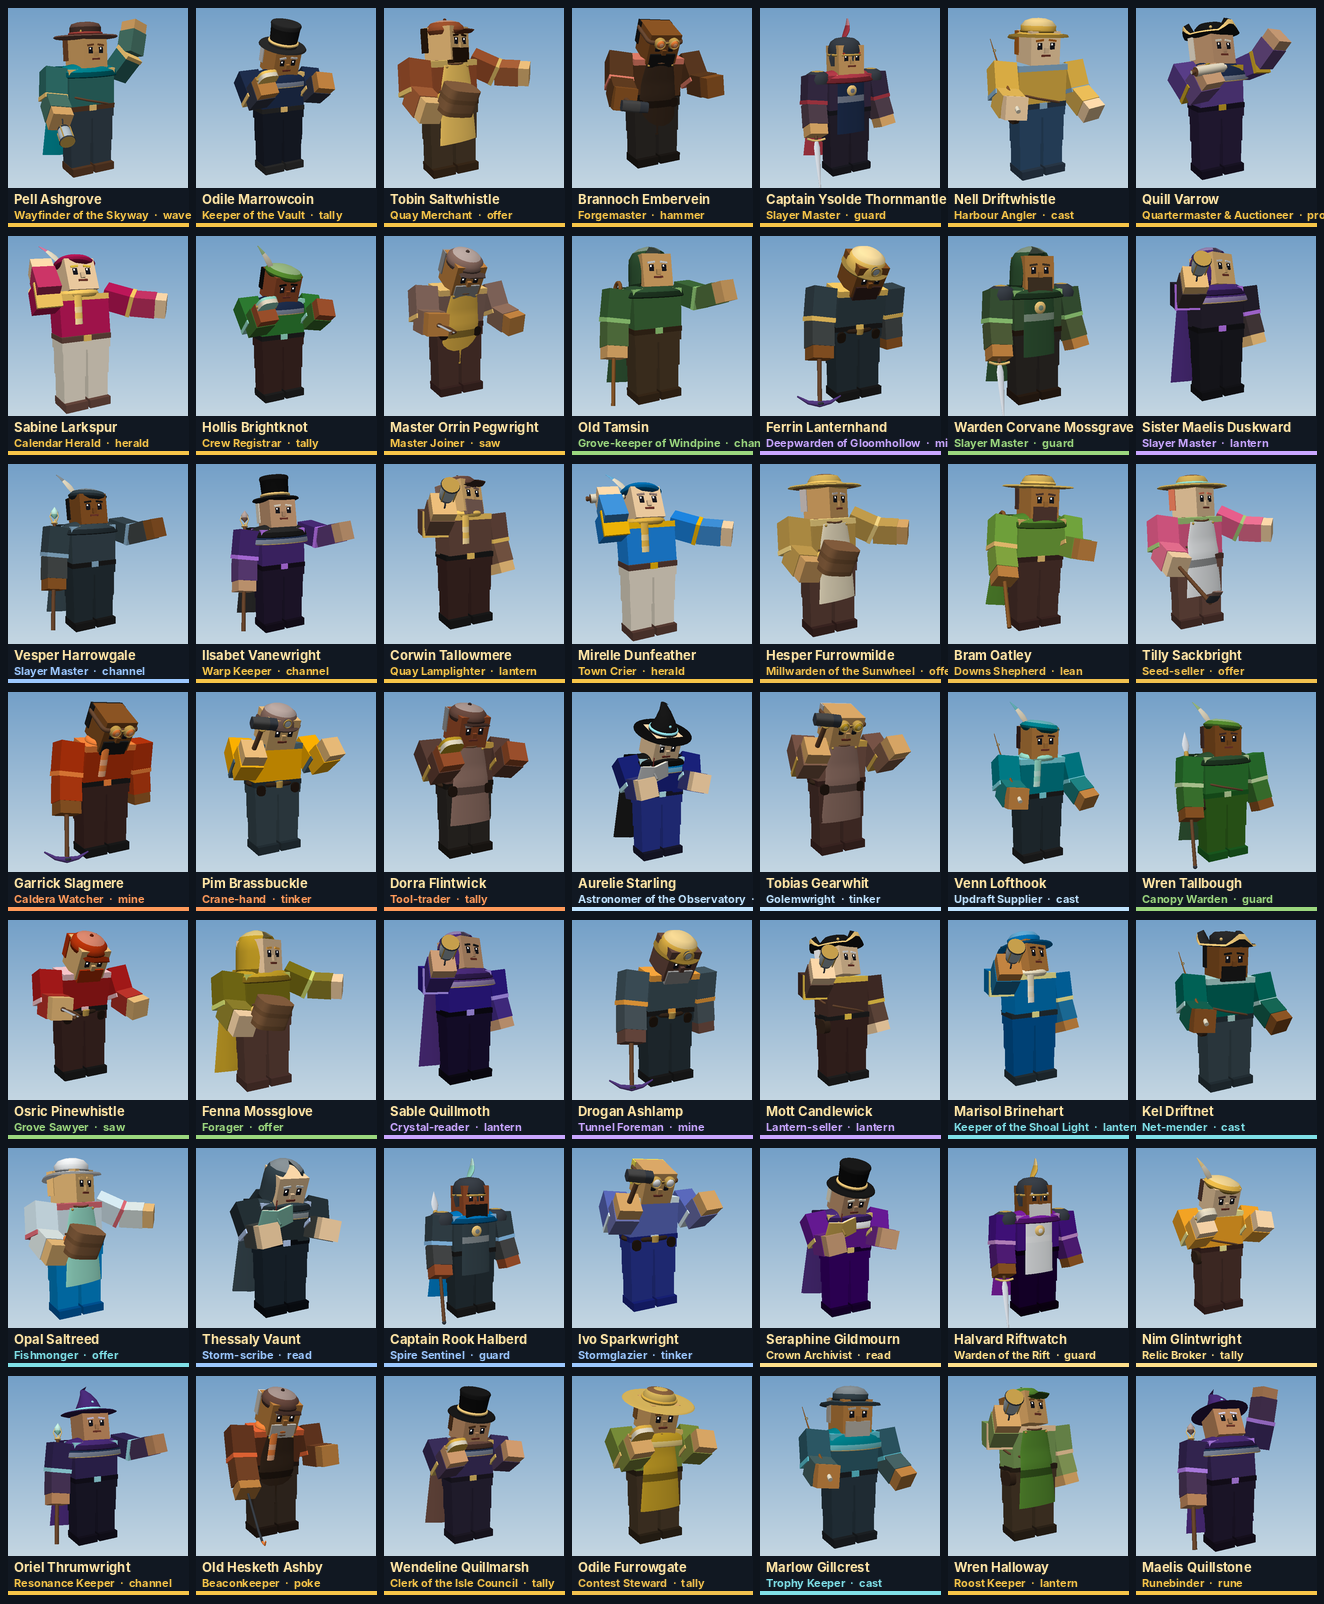 Pell Ashgrove
Wayfinder of the Skyway · wave
Odile Marrowcoin
Keeper of the Vault · tally
Tobin Saltwhistle
Quay Merchant · offer
Brannoch Embervein
Forgemaster · hammer
Captain Ysolde Thornmantle
Slayer Master · guard
Nell Driftwhistle
Harbour Angler · cast
Quill Varrow
Quartermaster & Auctioneer · pro
Sabine Larkspur
Calendar Herald · herald
Hollis Brightknot
Crew Registrar · tally
Master Orrin Pegwright
Master Joiner · saw
Old Tamsin
Grove-keeper of Windpine · chan
Ferrin Lanternhand
Deepwarden of Gloomhollow · mi
Warden Corvane Mossgrave
Slayer Master · guard
Sister Maelis Duskward
Slayer Master · lantern
Vesper Harrowgale
Slayer Master · channel
Ilsabet Vanewright
Warp Keeper · channel
Corwin Tallowmere
Quay Lamplighter · lantern
Mirelle Dunfeather
Town Crier · herald
Hesper Furrowmilde
Millwarden of the Sunwheel · offe
Bram Oatley
Downs Shepherd · lean
Tilly Sackbright
Seed-seller · offer
Garrick Slagmere
Caldera Watcher · mine
Pim Brassbuckle
Crane-hand · tinker
Dorra Flintwick
Tool-trader · tally
Aurelie Starling
Astronomer of the Observatory ·
Tobias Gearwhit
Golemwright · tinker
Venn Lofthook
Updraft Supplier · cast
Wren Tallbough
Canopy Warden · guard
Osric Pinewhistle
Grove Sawyer · saw
Fenna Mossglove
Forager · offer
Sable Quillmoth
Crystal-reader · lantern
Drogan Ashlamp
Tunnel Foreman · mine
Mott Candlewick
Lantern-seller · lantern
Marisol Brinehart
Keeper of the Shoal Light · lantern
Kel Driftnet
Net-mender · cast
Opal Saltreed
Fishmonger · offer
Thessaly Vaunt
Storm-scribe · read
Captain Rook Halberd
Spire Sentinel · guard
Ivo Sparkwright
Stormglazier · tinker
Seraphine Gildmourn
Crown Archivist · read
Halvard Riftwatch
Warden of the Rift · guard
Nim Glintwright
Relic Broker · tally
Oriel Thrumwright
Resonance Keeper · channel
Old Hesketh Ashby
Beaconkeeper · poke
Wendeline Quillmarsh
Clerk of the Isle Council · tally
Odile Furrowgate
Contest Steward · tally
Marlow Gillcrest
Trophy Keeper · cast
Wren Halloway
Roost Keeper · lantern
Maelis Quillstone
Runebinder · rune